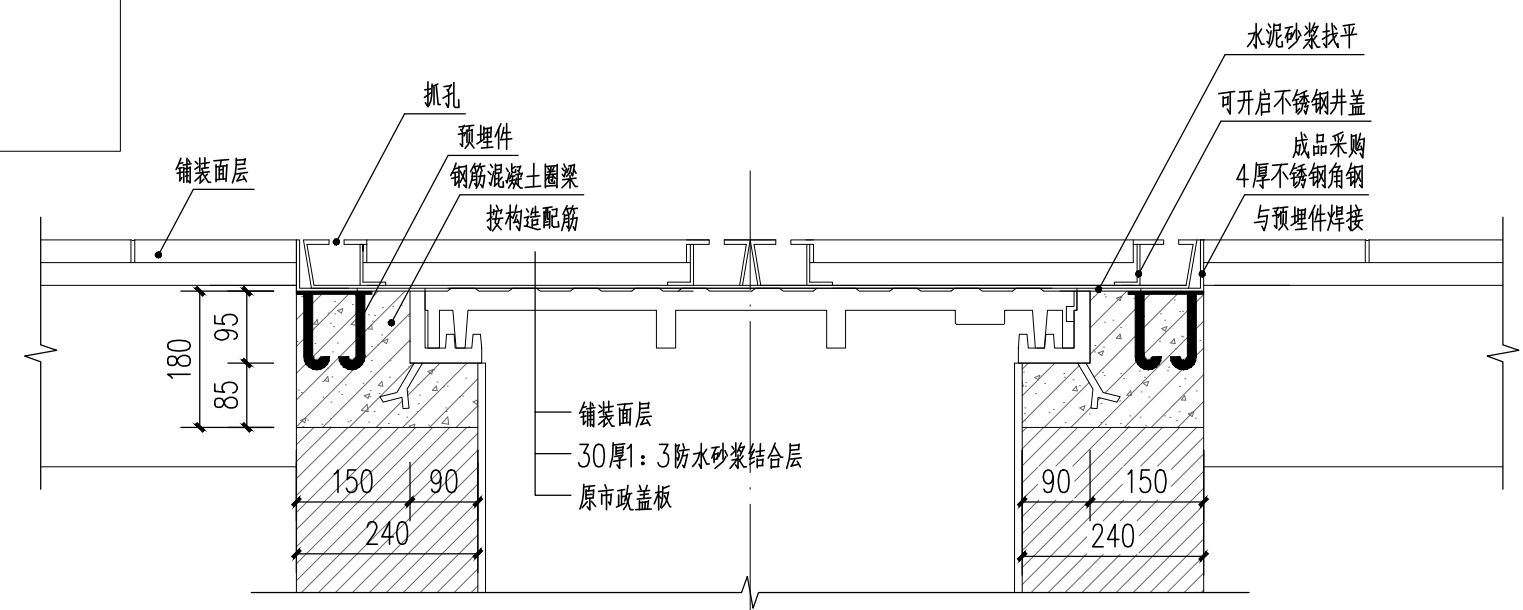 水泥砂浆找平
抓孔
可开启不锈钢井盖
成品采购
预埋件
铺装面层
钢筋混凝土圈梁
按构造配筋
4厚不锈钢角钢
与预埋件焊接
95
180
85
铺装面层
30厚1：3防水砂浆结合层
原市政盖板
150
90
240
90
150
240